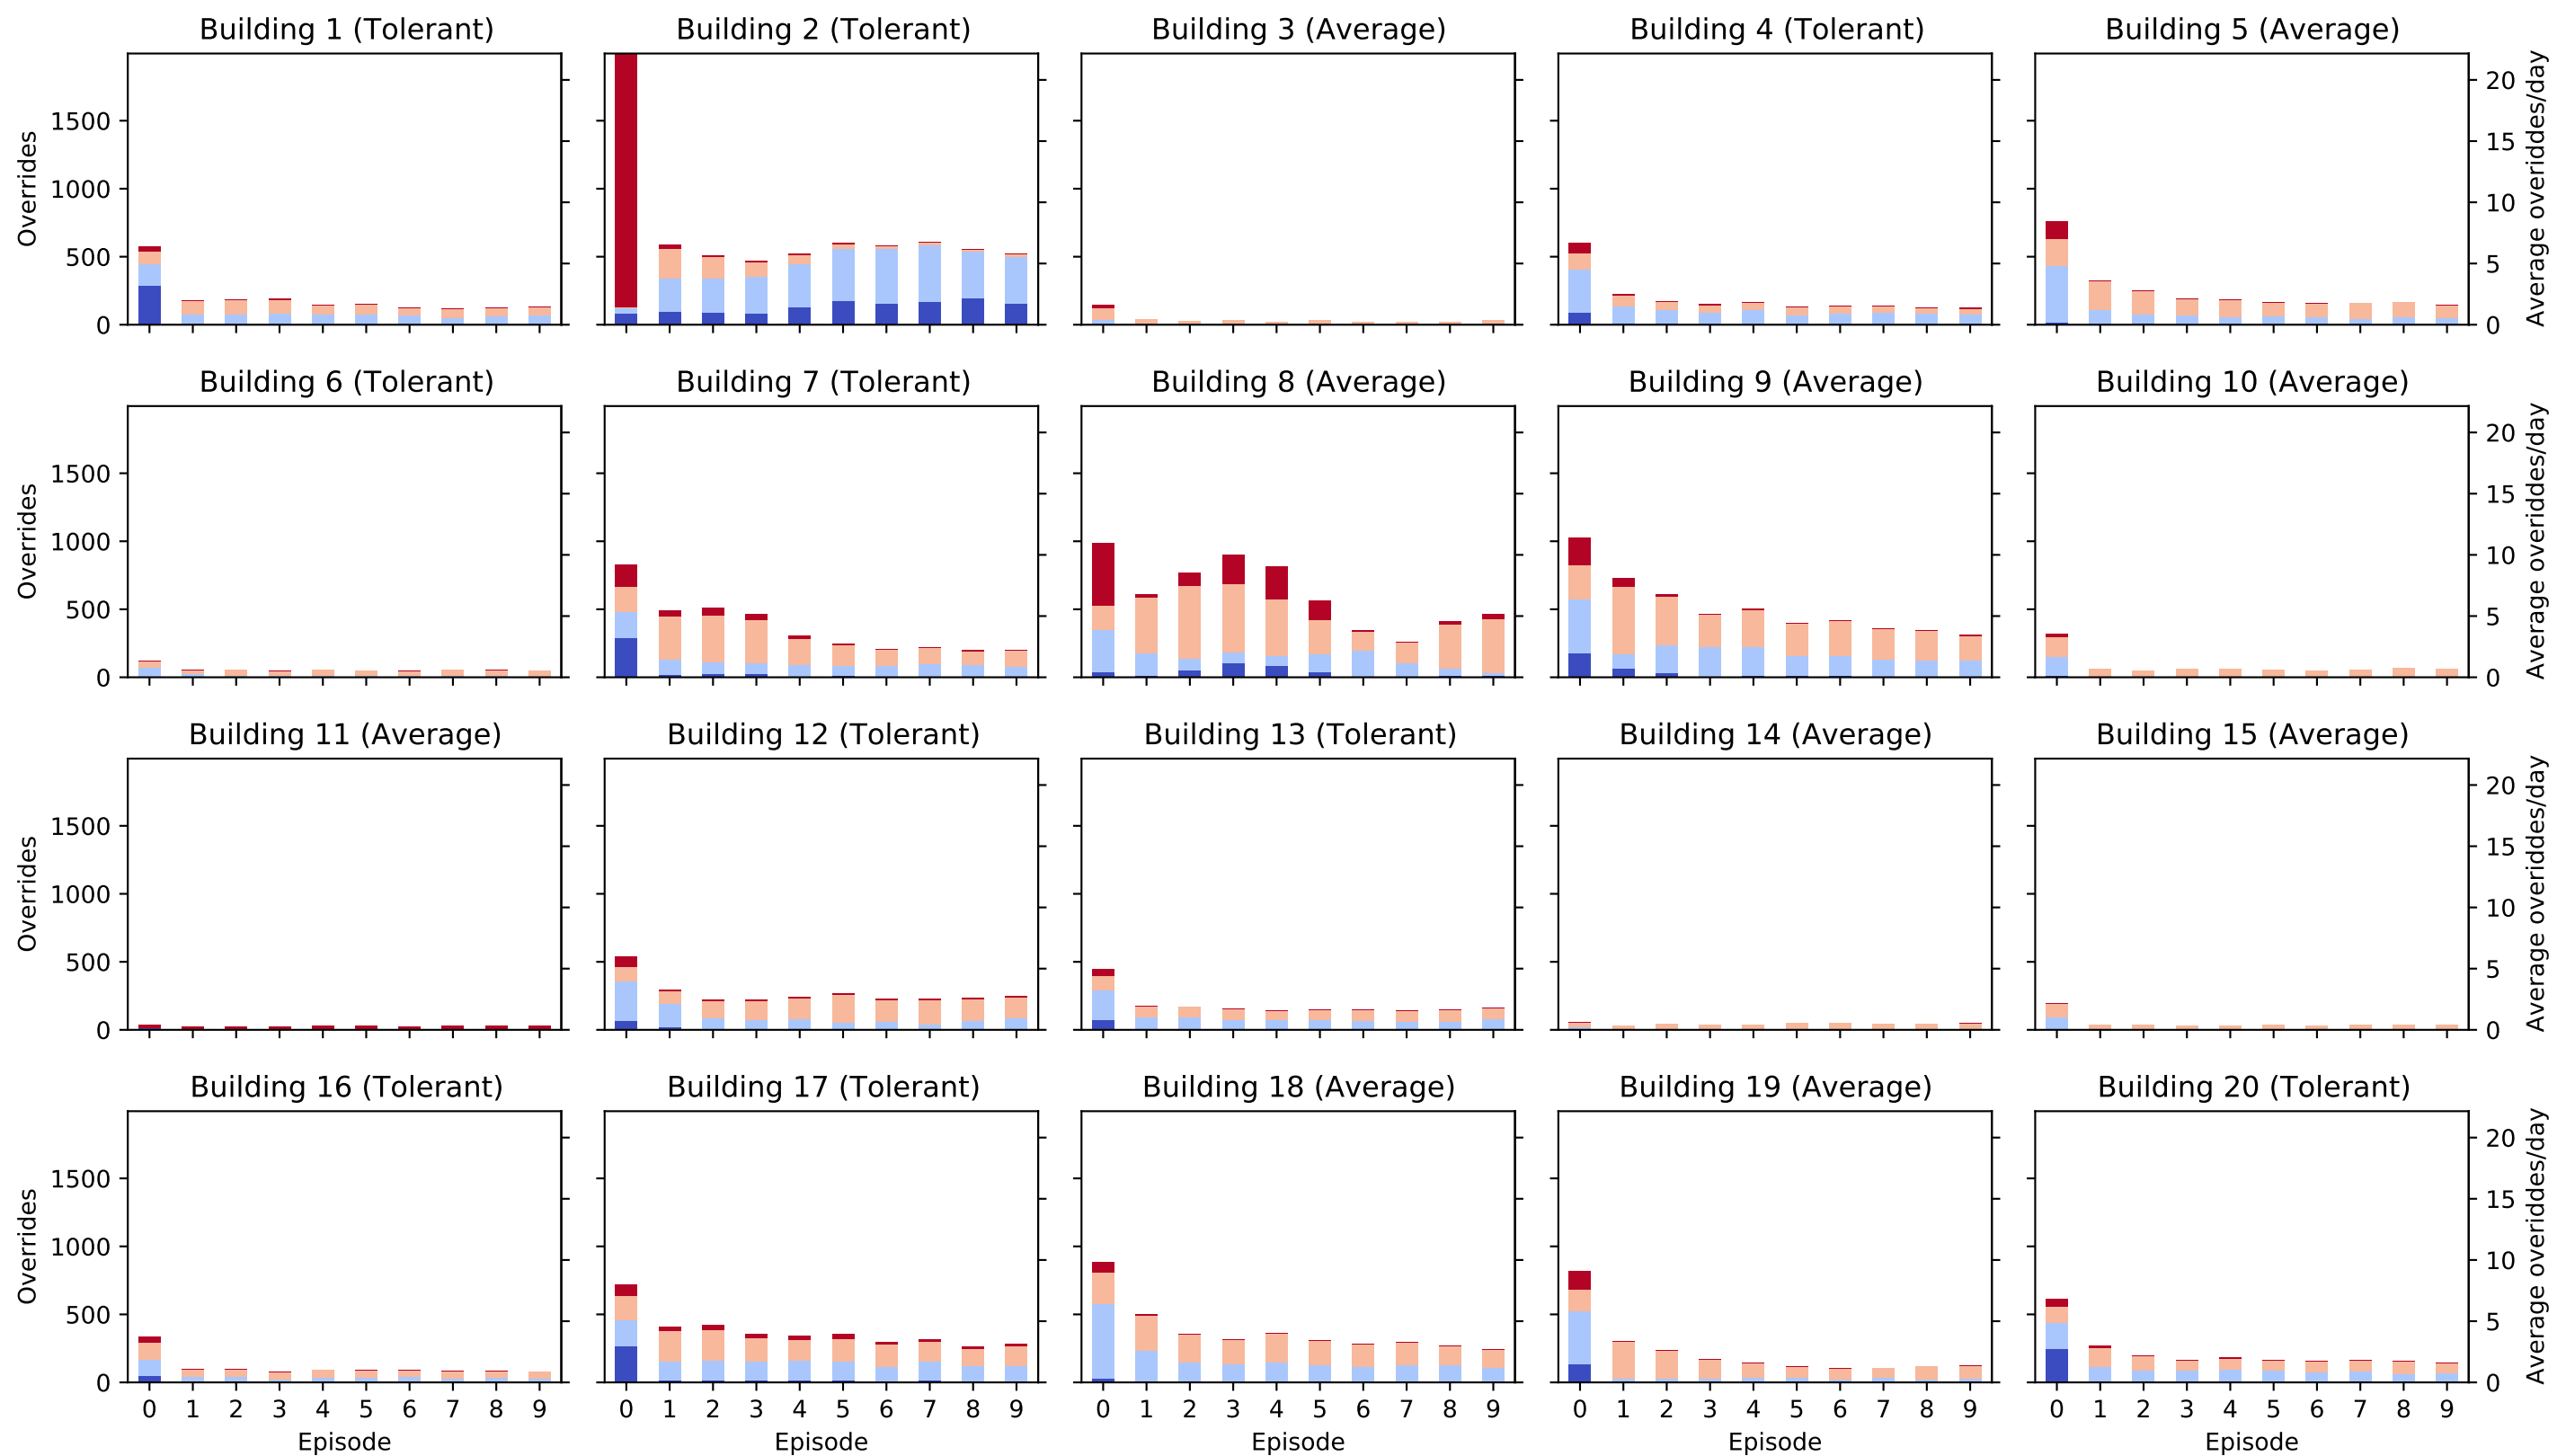 Building 1 (Tolerant)
Building 2 (Tolerant)
Building 3 (Average)
Building 4 (Tolerant)
Building 5 (Average)
Overrides
1500
1000
500
0
20
15
10
5
0
Average overiddes/day
Building 6 (Tolerant)
Building 7 (Tolerant)
Building 8 (Average)
Building 9 (Average)
Building 10 (Average)
Overrides
1500
1000
500
0
20
15
10
5
0
Average overiddes/day
Building 11 (Average)
Building 12 (Tolerant)
Building 13 (Tolerant)
Building 14 (Average)
Building 15 (Average)
Overrides
1500
1000
500
0
20
15
10
5
0
Average overiddes/day
Building 16 (Tolerant)
Building 17 (Tolerant)
Building 18 (Average)
Building 19 (Average)
Building 20 (Tolerant)
Overrides
1500
1000
500
0
20
15
10
5
0
Average overiddes/day
0 1 2 3 4 5 6 7 8 9
0 1 2 3 4 5 6 7 8 9
0 1 2 3 4 5 6 7 8 9
0 1 2 3 4 5 6 7 8 9
0 1 2 3 4 5 6 7 8 9
Episode
Episode
Episode
Episode
Episode